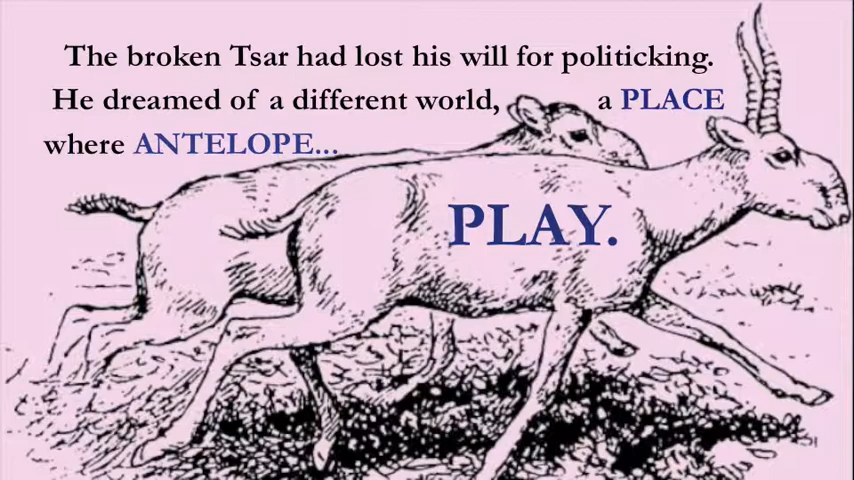 The broken Tsar had lost his will for politicking.
He dreamed of a different world, a PLACE
where ANTELOPE...
PLAY.